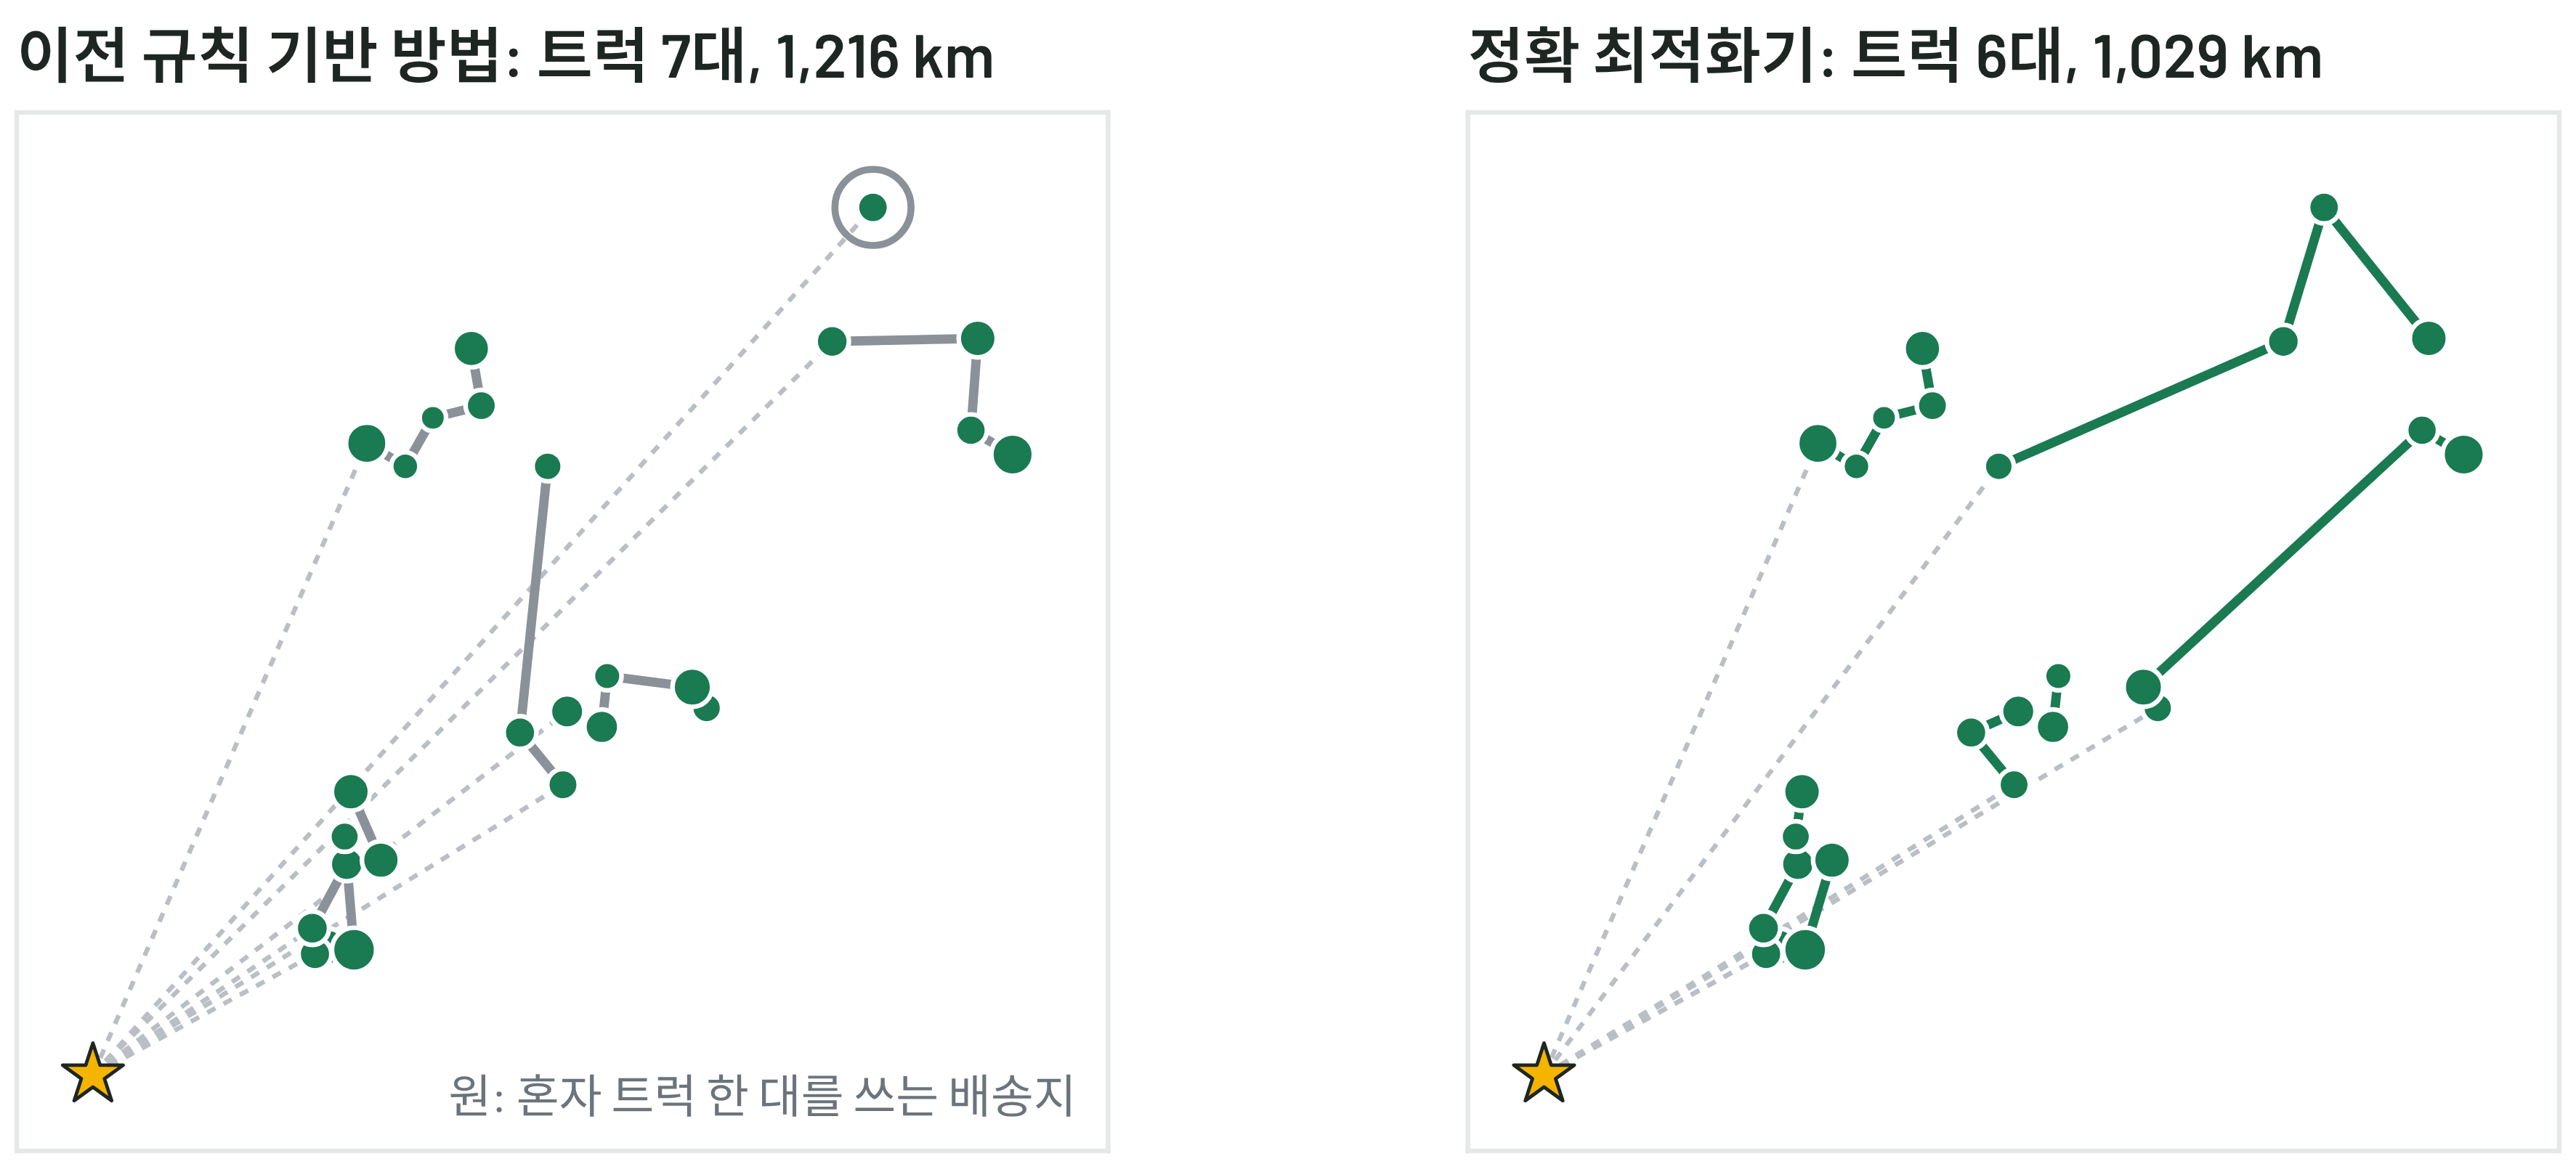 이전 규칙 기반 방법: 트럭 7대, 1,216 km
정확 최적화기: 트럭 6대, 1,029 km
원: 혼자 트럭 한 대를 쓰는 배송지